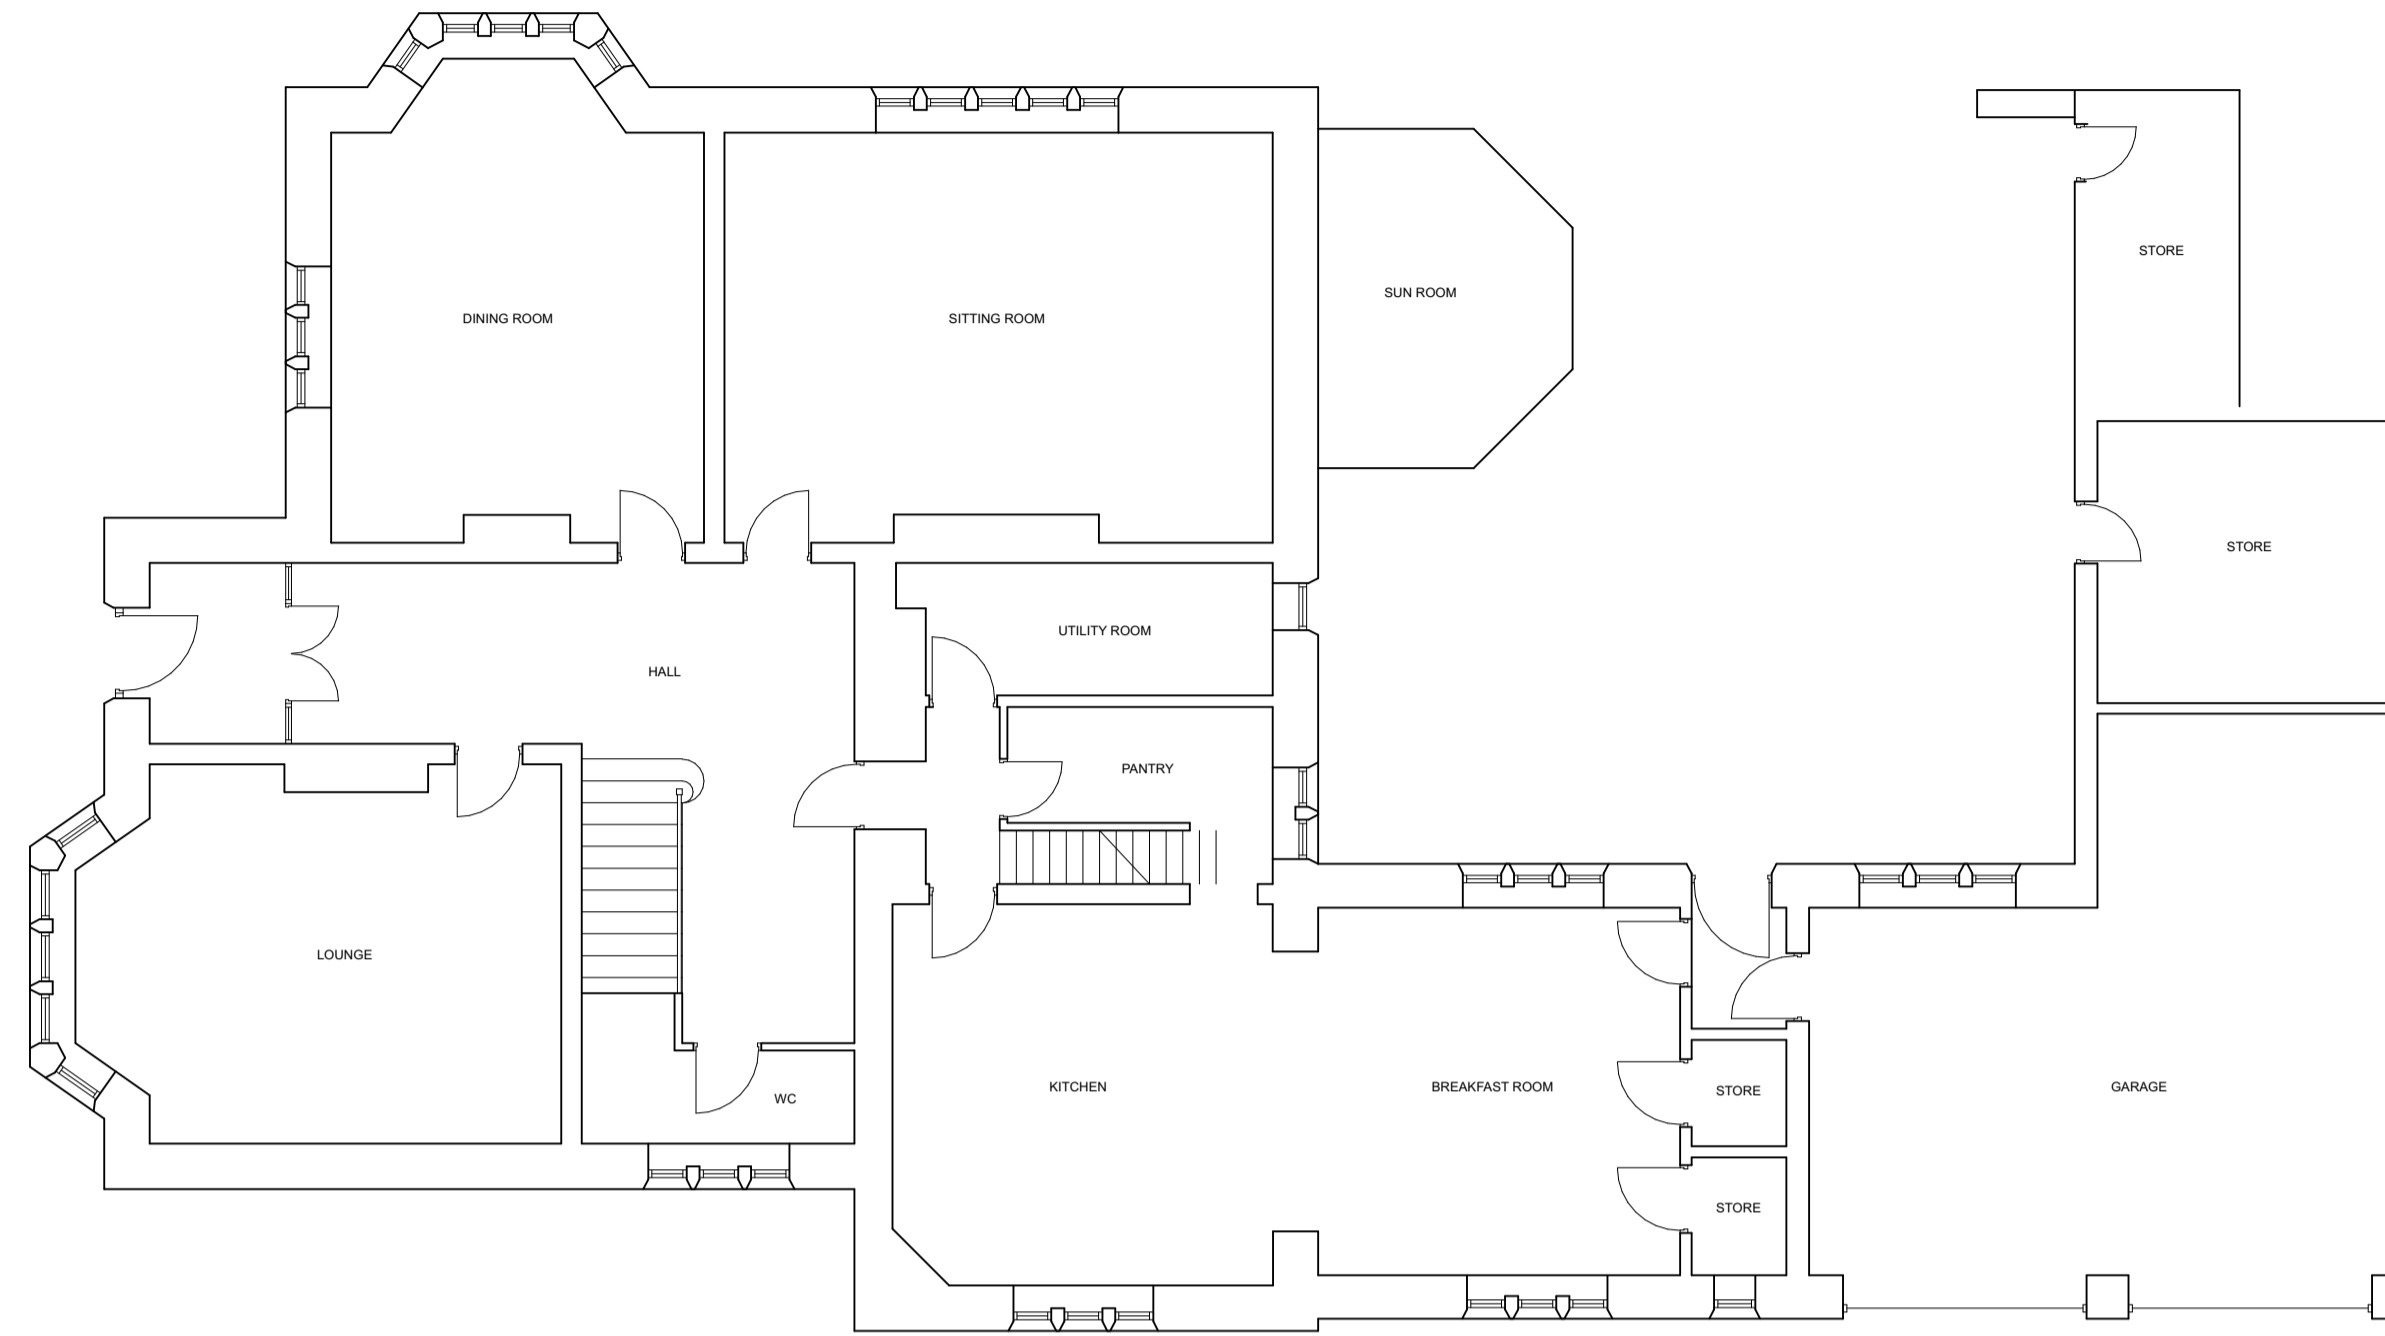 STORE
SUN ROOM
DINING ROOM
SITTING ROOM
STORE
UTILITY ROOM
HALL
PANTRY
LOUNGE
KITCHEN
BREAKFAST ROOM
GARAGE
STORE
WC
STORE